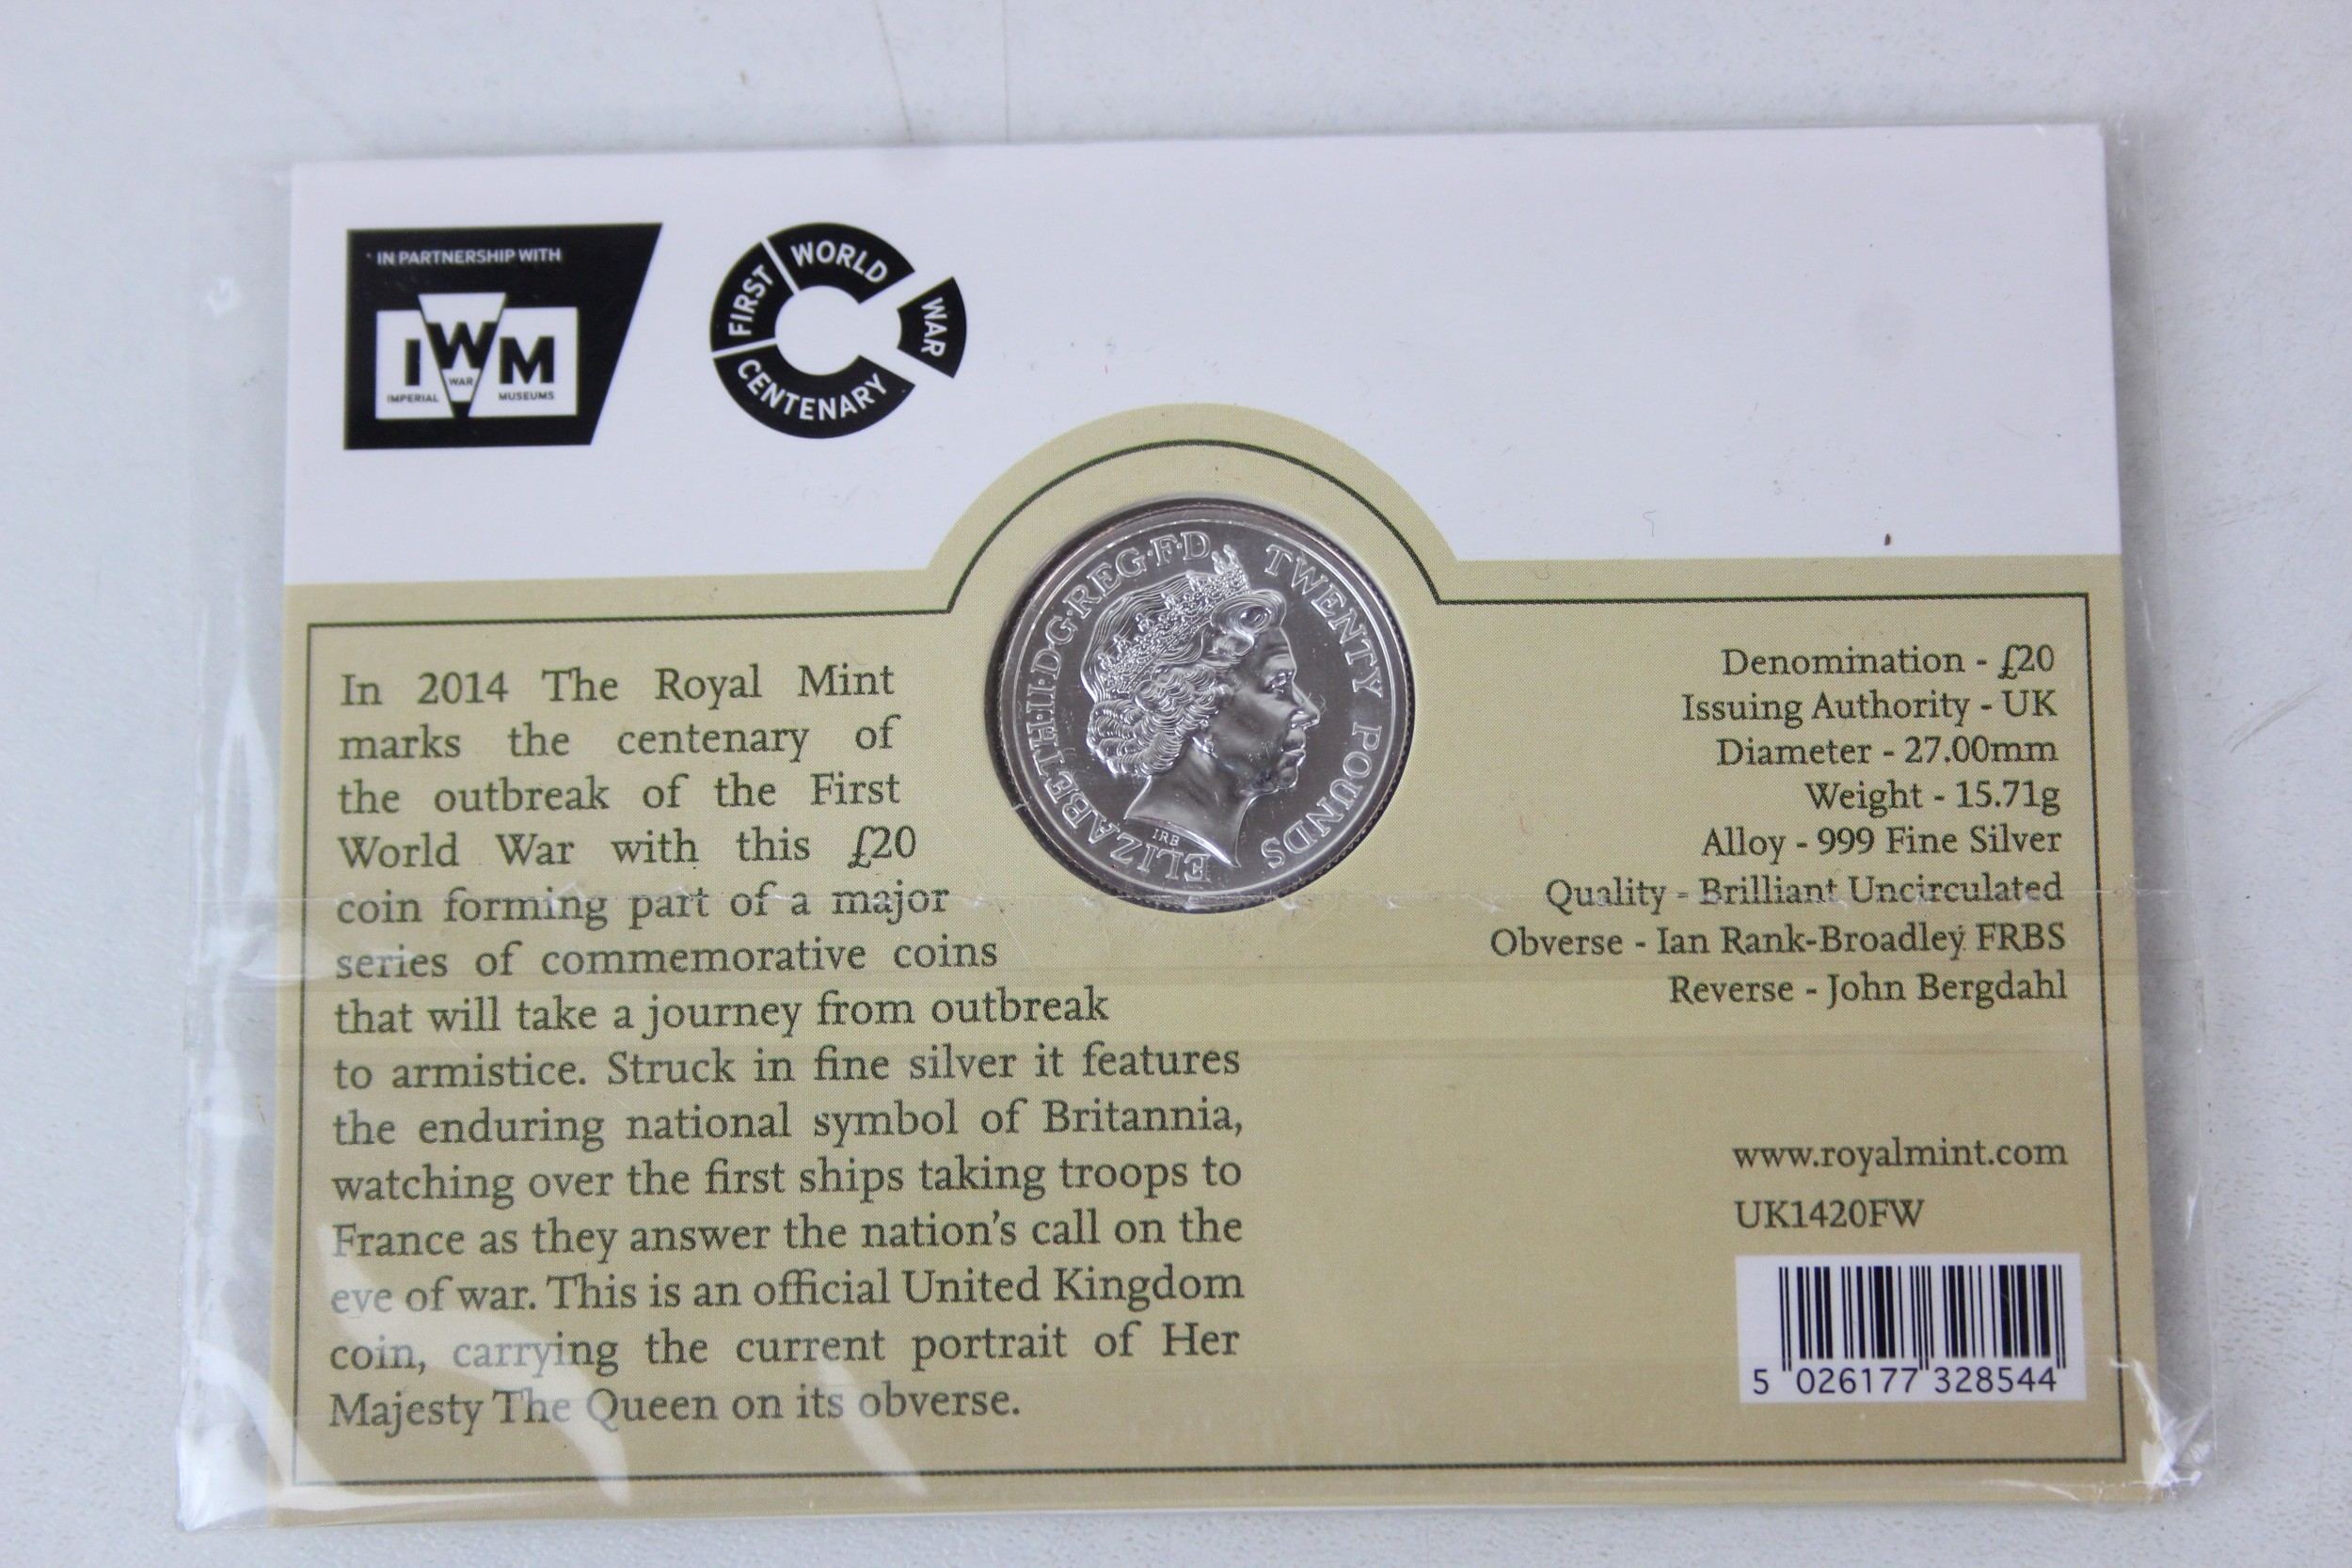 IN PARTNERSHIP WITH
IWM
IMPERIAL WAR MUSEUMS
FIRST WORLD WAR CENTENARY
ELIZABETH·II·D·G·REG·F·D TWENTY POUNDS
IRB
In 2014 The Royal Mint
marks the centenary of
the outbreak of the First
World War with this £20
coin forming part of a major
series of commemorative coins
that will take a journey from outbreak
to armistice. Struck in fine silver it features
the enduring national symbol of Britannia,
watching over the first ships taking troops to
France as they answer the nation's call on the
eve of war. This is an official United Kingdom
coin, carrying the current portrait of Her
Majesty The Queen on its obverse.
Denomination - £20
Issuing Authority - UK
Diameter - 27.00mm
Weight - 15.71g
Alloy - 999 Fine Silver
Quality - Brilliant Uncirculated
Obverse - Ian Rank-Broadley FRBS
Reverse - John Bergdahl
www.royalmint.com
UK1420FW
5 026177 328544